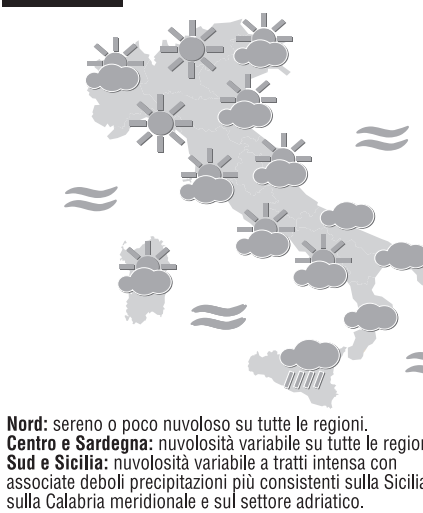 Nord: sereno o poco nuvoloso su tutte le regioni.
Centro e Sardegna: nuvolosità variabile su tutte le region
Sud e Sicilia: nuvolosità variabile a tratti intensa con
associate deboli precipitazioni più consistenti sulla Sicilia
sulla Calabria meridionale e sul settore adriatico.